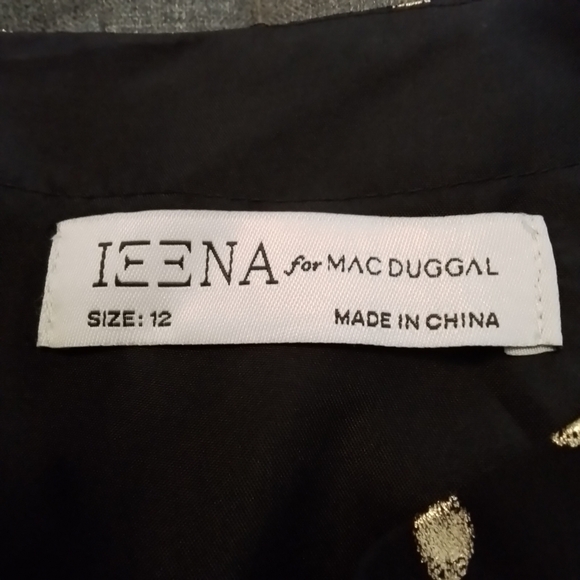 IEENA for MAC DUGGAL
SIZE: 12 MADE IN CHINA